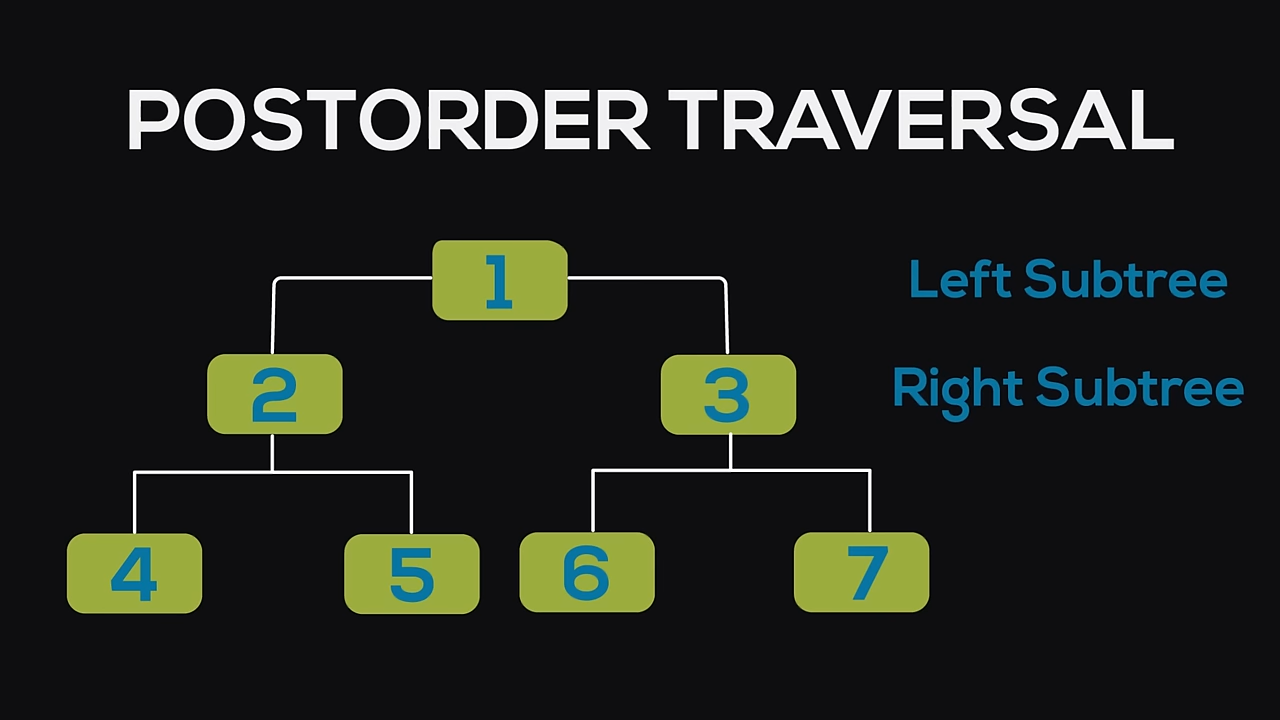 POSTORDER TRAVERSAL
1
Left Subtree
2 3
Right Subtree
4 5 6 7